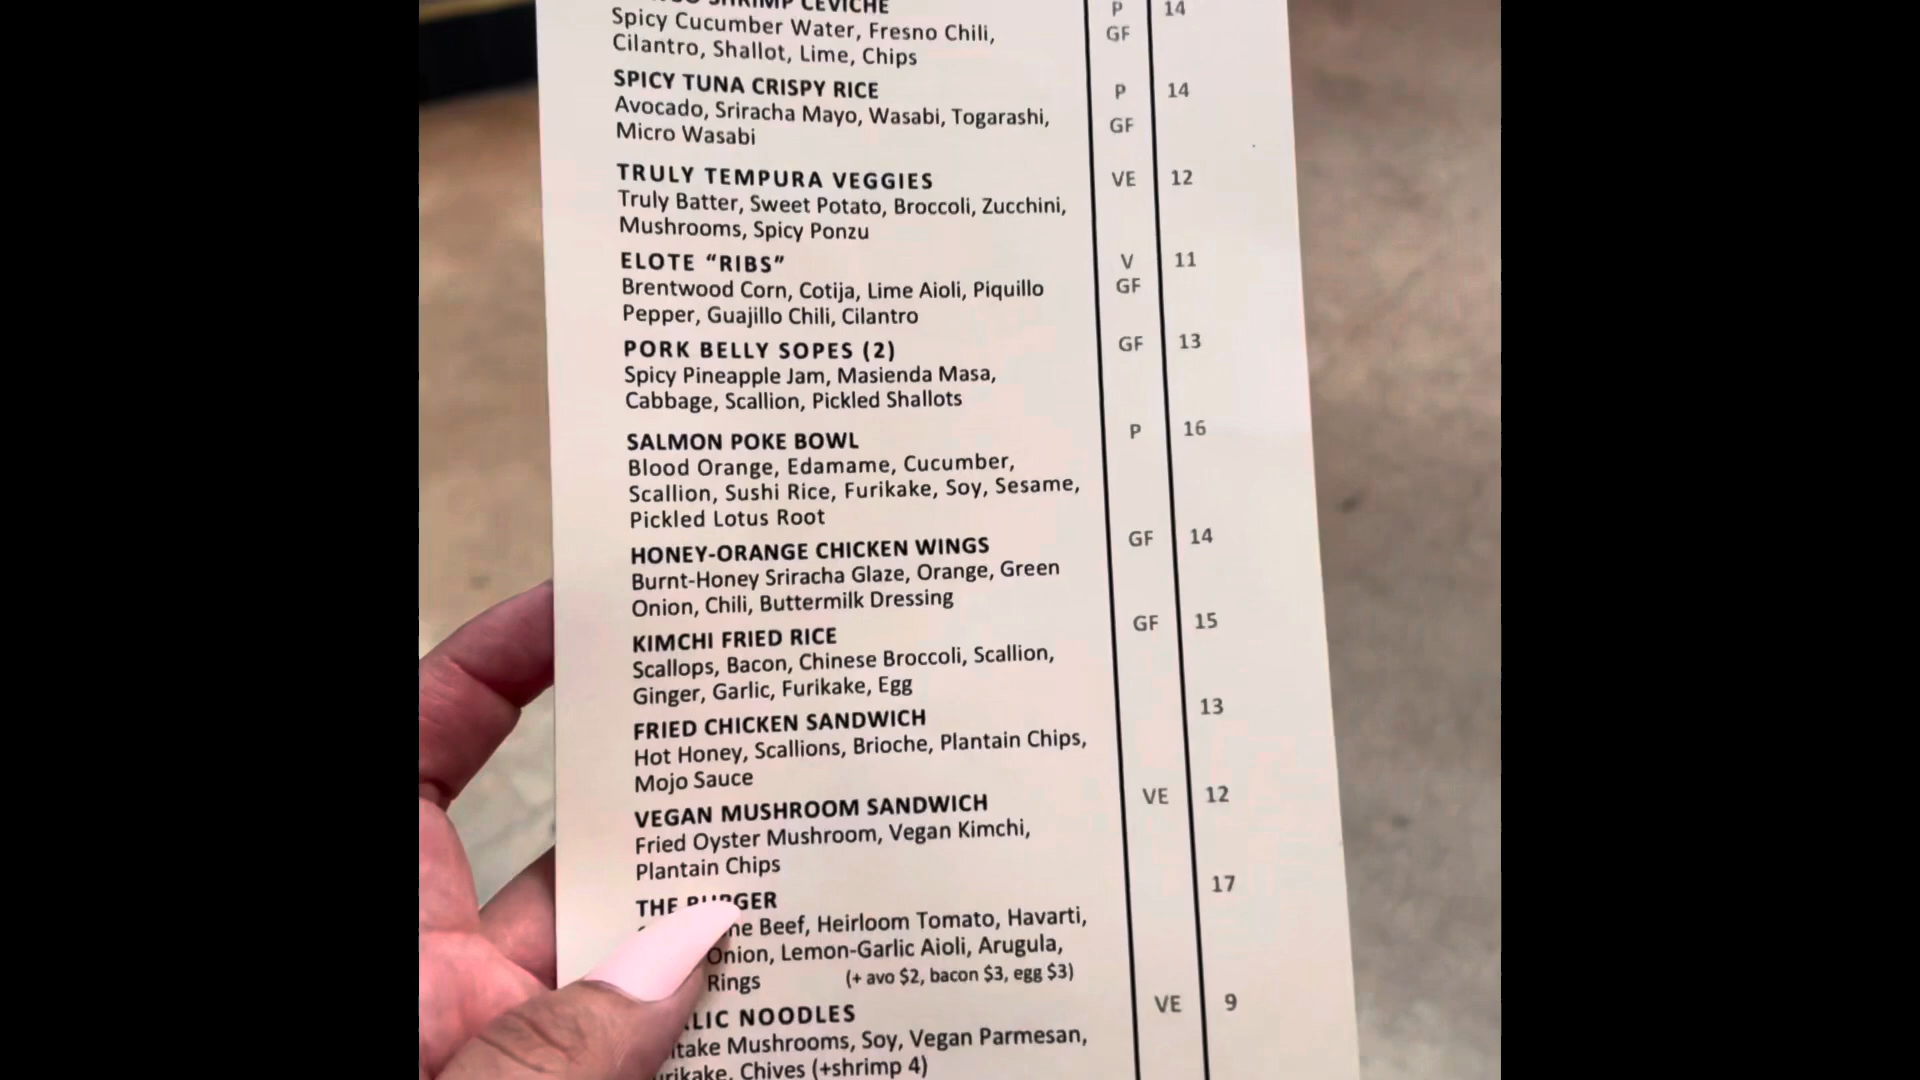 SHRIMP CEVICHE P 14
Spicy Cucumber Water, Fresno Chili, GF
Cilantro, Shallot, Lime, Chips
SPICY TUNA CRISPY RICE P 14
Avocado, Sriracha Mayo, Wasabi, Togarashi, GF
Micro Wasabi
TRULY TEMPURA VEGGIES VE 12
Truly Batter, Sweet Potato, Broccoli, Zucchini,
Mushrooms, Spicy Ponzu
ELOTE “RIBS” V 11
Brentwood Corn, Cotija, Lime Aioli, Piquillo GF
Pepper, Guajillo Chili, Cilantro
PORK BELLY SOPES (2) GF 13
Spicy Pineapple Jam, Masienda Masa,
Cabbage, Scallion, Pickled Shallots
SALMON POKE BOWL P 16
Blood Orange, Edamame, Cucumber,
Scallion, Sushi Rice, Furikake, Soy, Sesame,
Pickled Lotus Root
HONEY-ORANGE CHICKEN WINGS GF 14
Burnt-Honey Sriracha Glaze, Orange, Green
Onion, Chili, Buttermilk Dressing
KIMCHI FRIED RICE GF 15
Scallops, Bacon, Chinese Broccoli, Scallion,
Ginger, Garlic, Furikake, Egg
FRIED CHICKEN SANDWICH 13
Hot Honey, Scallions, Brioche, Plantain Chips,
Mojo Sauce
VEGAN MUSHROOM SANDWICH VE 12
Fried Oyster Mushroom, Vegan Kimchi,
Plantain Chips
THE BURGER 17
Beef, Heirloom Tomato, Havarti,
Onion, Lemon-Garlic Aioli, Arugula,
Rings (+ avo $2, bacon $3, egg $3)
NOODLES VE 9
Mushrooms, Soy, Vegan Parmesan,
Chives (+shrimp 4)